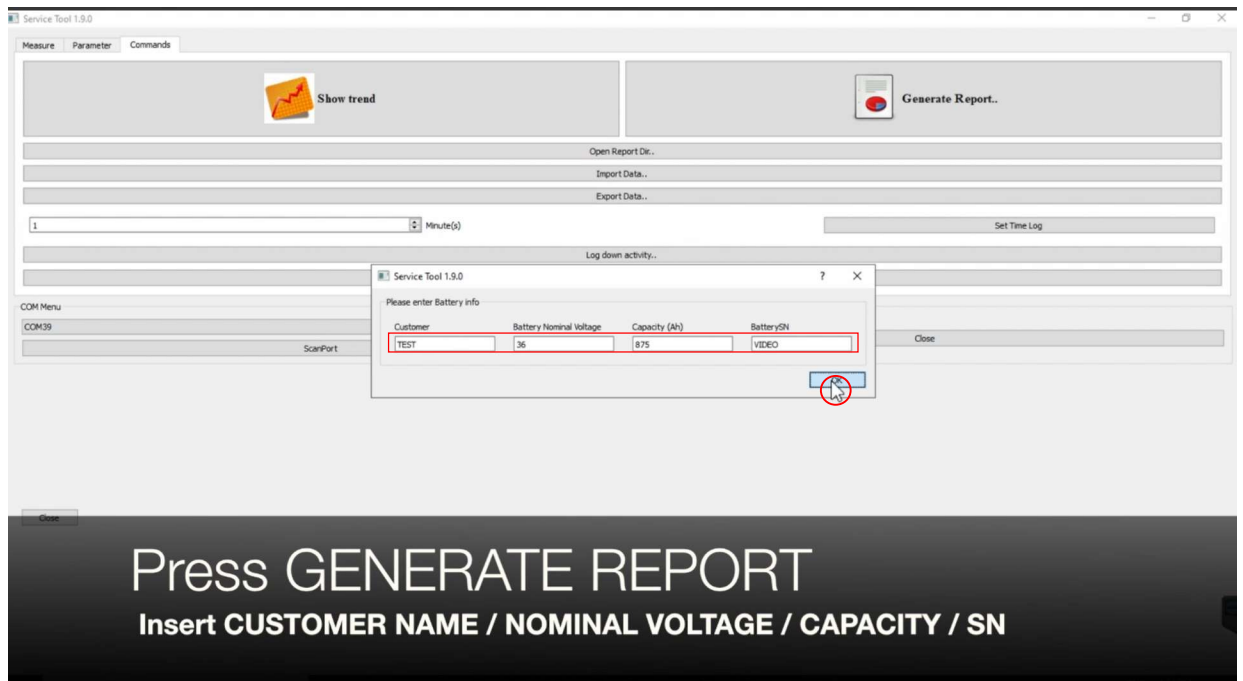 Service Tool 1.9.0
Measure Parameter Commands
Show trend Generate Report..
Open Report Dir..
Import Data..
Export Data..
1 Minute(s) Set Time Log
Log down activity..
Service Tool 1.9.0 ?
Please enter Battery info
COM Menu
Customer Battery Nominal Voltage Capacity (Ah) BatterySN
COM39
TEST 36 875 VIDEO
Close
ScanPort
Close
Press GENERATE REPORT
Insert CUSTOMER NAME / NOMINAL VOLTAGE / CAPACITY / SN